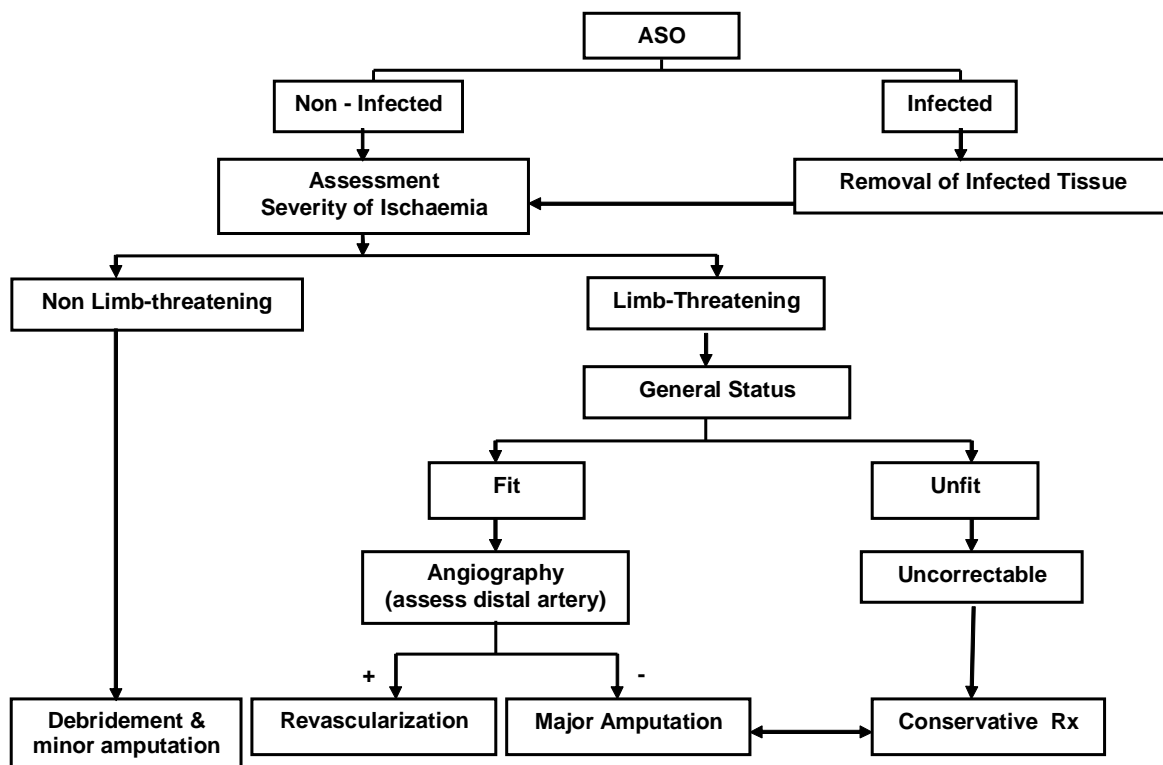 ASO
Non - Infected
Infected
Assessment
Severity of Ischaemia
Removal of Infected Tissue
Non Limb-threatening
Limb-Threatening
General Status
Fit
Unfit
Angiography
(assess distal artery)
Uncorrectable
+
-
Debridement &
minor amputation
Revascularization
Major Amputation
Conservative Rx